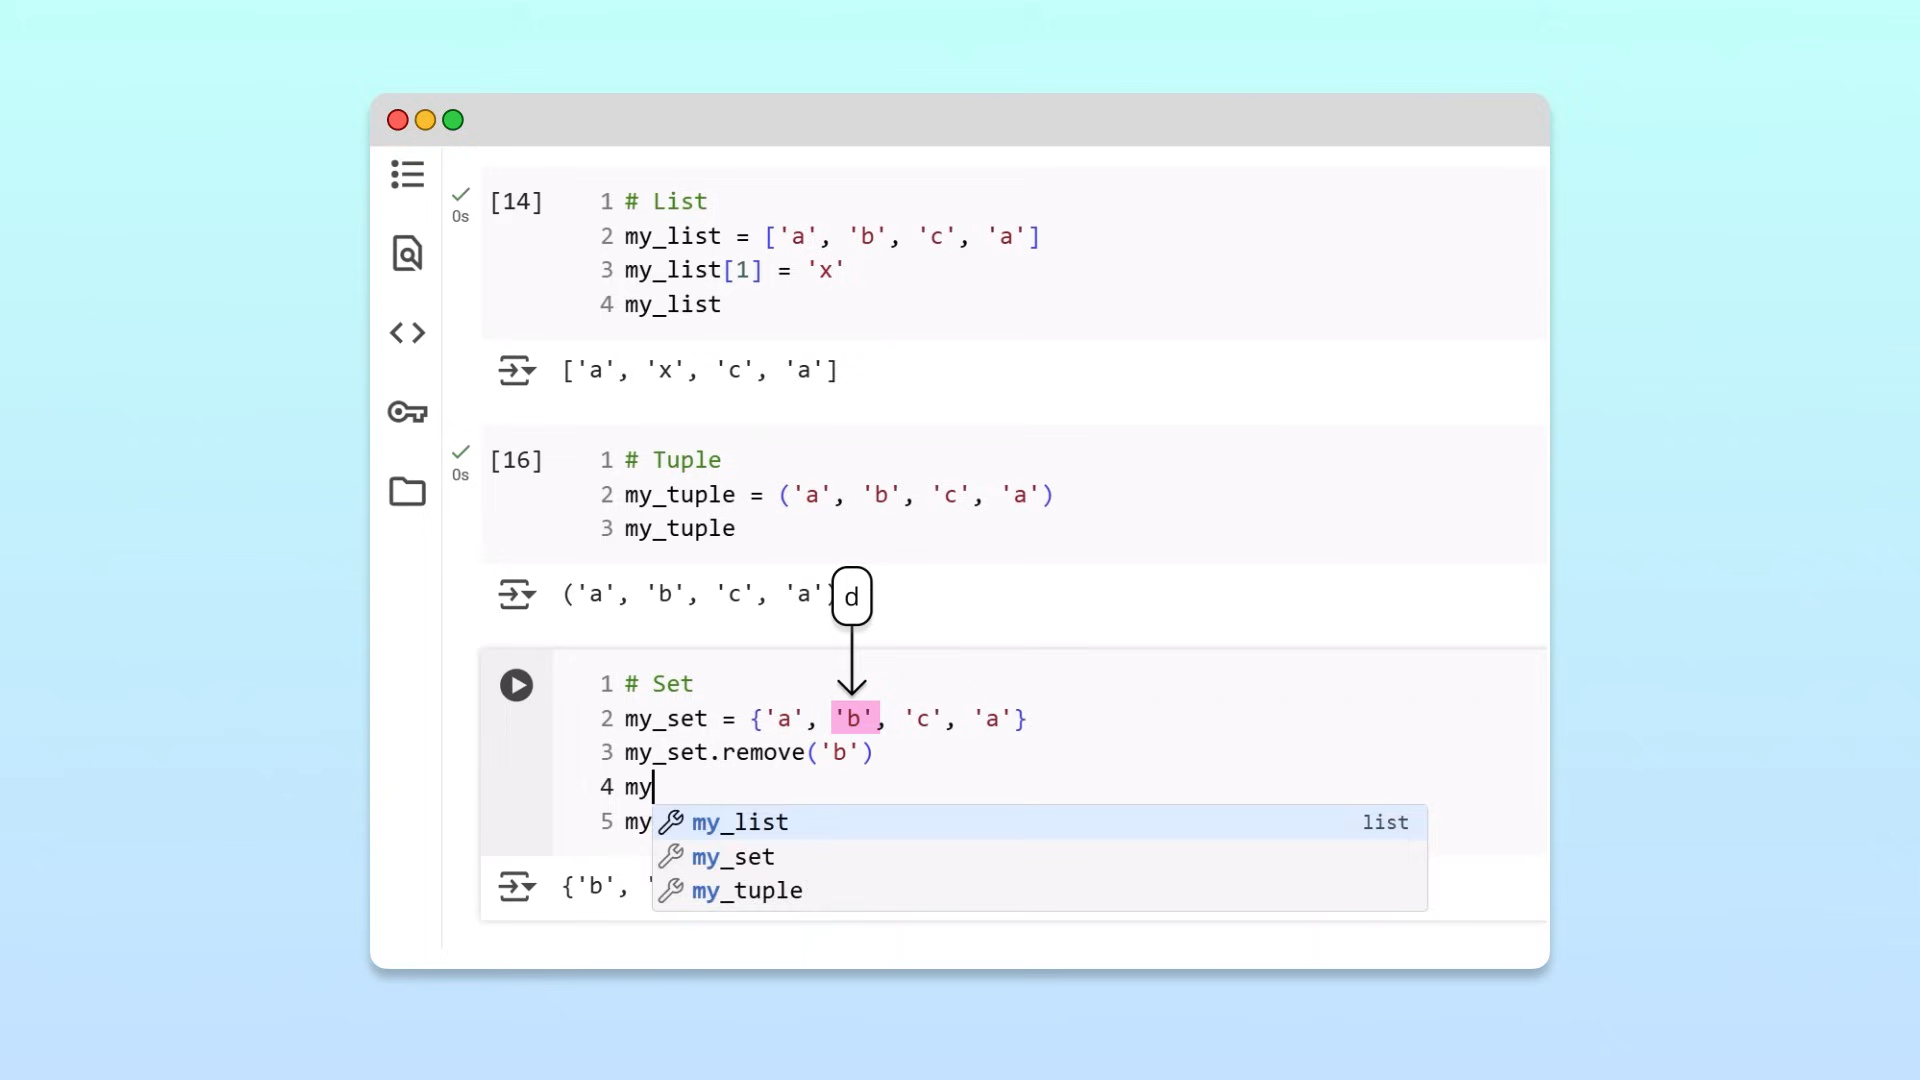 0s [14] 1 # List
2 my_list = ['a', 'b', 'c', 'a']
3 my_list[1] = 'x'
4 my_list
['a', 'x', 'c', 'a']
0s [16] 1 # Tuple
2 my_tuple = ('a', 'b', 'c', 'a')
3 my_tuple
('a', 'b', 'c', 'a')
d
1 # Set
2 my_set = {'a', 'b', 'c', 'a'}
3 my_set.remove('b')
4 my
5 my
my_list list
my_set
my_tuple
{'b', '